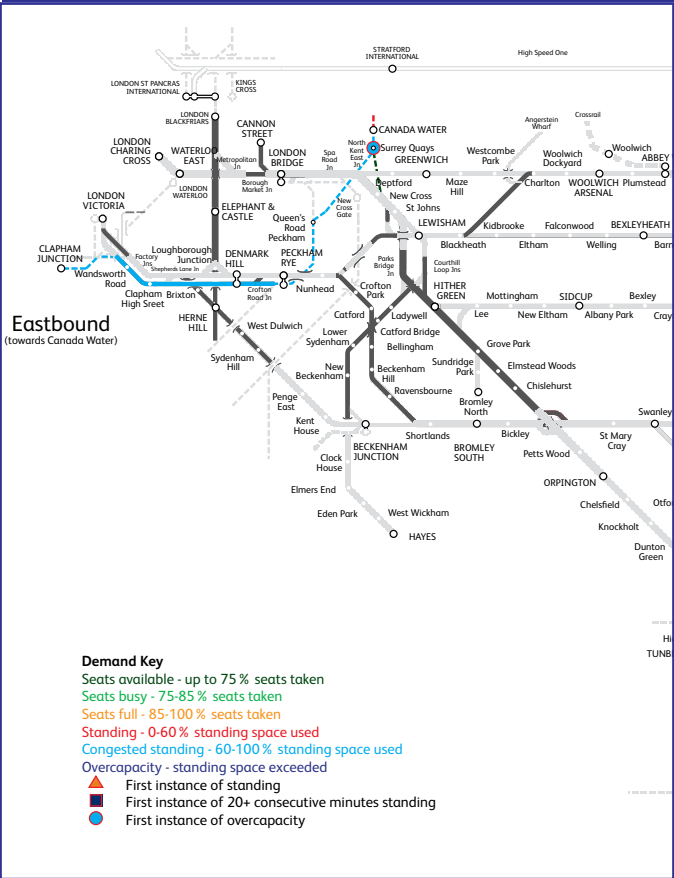 STRATFORD
INTERNATIONAL
High Speed One
LONDON ST PANCRAS
INTERNATIONAL
KINGS
CROSS
LONDON
BLACKFRIARS
CANNON
STREET
CANADA WATER
Angerstein
Wharf
Crossrail
LONDON
CHARING
CROSS
WATERLOO
EAST
Metropolitan
Jn
LONDON
BRIDGE
Spa
Road
Jn
North
Kent
East
Jn
Surrey Quays
GREENWICH
Westcombe
Park
Woolwich
Dockyard
Woolwich
ABBEY
LONDON
WATERLOO
Borough
Market Jn
Deptford
Maze
Hill
Charlton
WOOLWICH
ARSENAL
Plumstead
LONDON
VICTORIA
ELEPHANT &
CASTLE
New
Cross
Gate
New Cross
St Johns
Queen's
Road
Peckham
LEWISHAM
Kidbrooke
Falconwood
BEXLEYHEATH
Blackheath
Eltham
Welling
Barn
CLAPHAM
JUNCTION
Factory
Jns
Loughborough
Junction
Shepherds Lane Jn
DENMARK
HILL
PECKHAM
RYE
Parks
Bridge
Jn
Courthill
Loop Jns
Wandsworth
Road
Clapham
High Sreet
Brixton
Crofton
Road Jn
Nunhead
Crofton
Park
HITHER
GREEN
Mottingham
SIDCUP
Bexley
Lee
New Eltham
Albany Park
Cray
Eastbound
(towards Canada Water)
HERNE
HILL
West Dulwich
Catford
Ladywell
Lower
Sydenham
Catford Bridge
Bellingham
Grove Park
Sydenham
Hill
New
Beckenham
Beckenham
Hill
Sundridge
Park
Elmstead Woods
Chislehurst
Ravensbourne
Penge
East
Bromley
North
Kent
House
Swanley
BECKENHAM
JUNCTION
Shortlands
BROMLEY
SOUTH
Bickley
St Mary
Cray
Clock
House
Petts Wood
Elmers End
ORPINGTON
Eden Park
West Wickham
Chelsfield
Otfo
HAYES
Knockholt
Dunton
Green
Hi
TUNB
Demand Key
Seats available - up to 75 % seats taken
Seats busy - 75-85 % seats taken
Seats full - 85-100 % seats taken
Standing - 0-60 % standing space used
Congested standing - 60-100 % standing space used
Overcapacity - standing space exceeded
First instance of standing
First instance of 20+ consecutive minutes standing
First instance of overcapacity